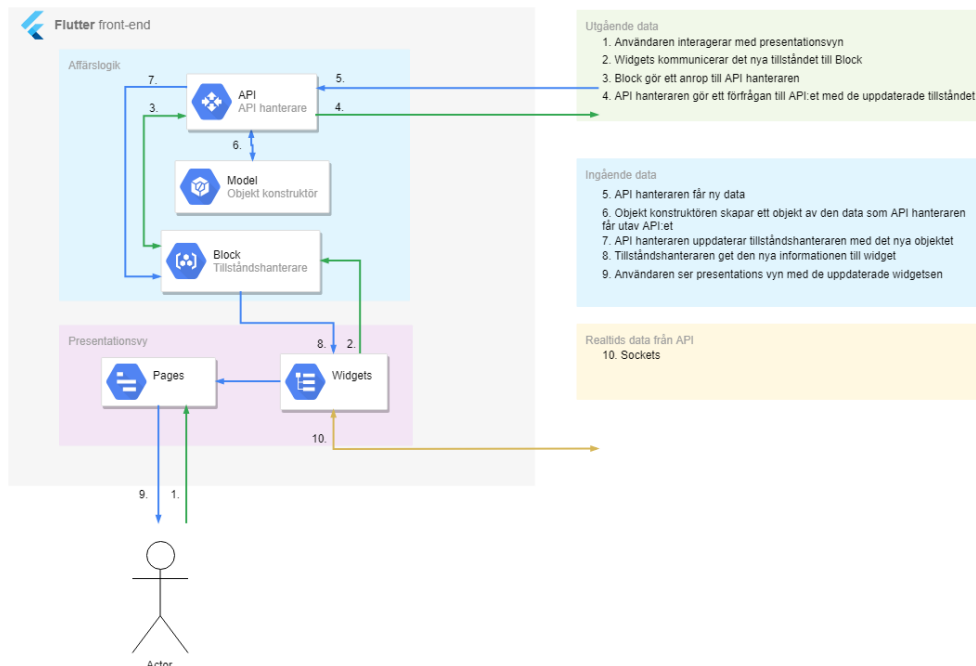 Flutter front-end
Affärslogik
7.
5.
API
API hanterare
3.
4.
6.
Model
Objekt konstruktör
Block
Tillståndshanterare
Presentationsvy
8.
2.
Pages
Widgets
10.
9.
1.
Actor
Utgående data
1. Användaren interagerar med presentationsvyn
2. Widgets kommunicerar det nya tillståndet till Block
3. Block gör ett anrop till API hanteraren
4. API hanteraren gör ett förfrågan till API:et med de uppdaterade tillståndet
Ingående data
5. API hanteraren får ny data
6. Objekt konstruktören skapar ett objekt av den data som API hanteraren
får utav API:et
7. API hanteraren uppdaterar tillståndshanteraren med det nya objektet
8. Tillståndshanteraren get den nya informationen till widget
9. Användaren ser presentations vyn med de uppdaterade widgetsen
Realtids data från API
10. Sockets